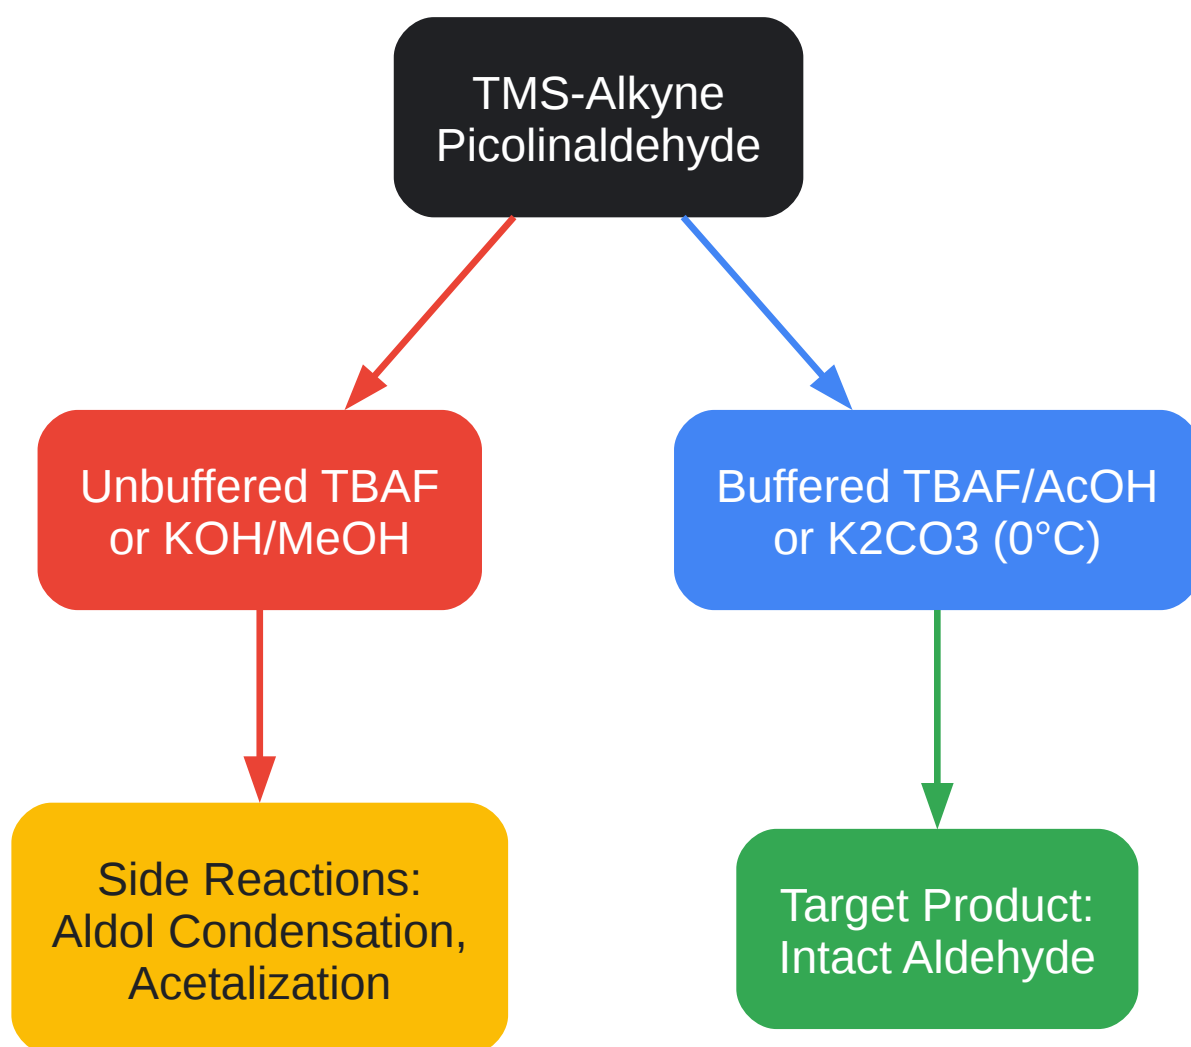 TMS-Alkyne
Picolinaldehyde
Unbuffered TBAF
or KOH/MeOH
Buffered TBAF/AcOH
or K2CO3 (0°C)
Side Reactions:
Aldol Condensation,
Acetalization
Target Product:
Intact Aldehyde